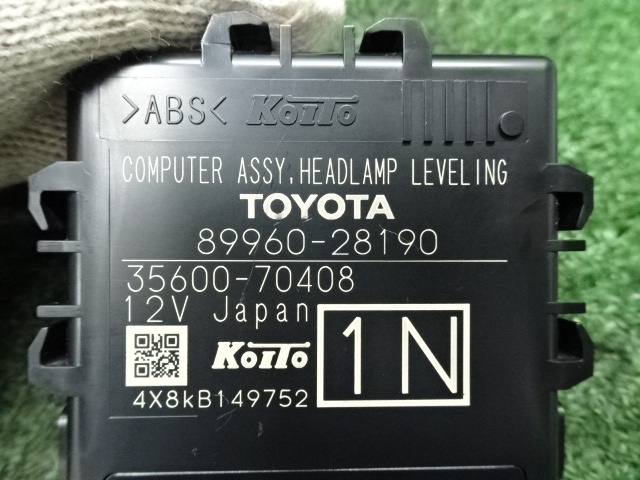 >ABS< KOITO
COMPUTER ASSY,HEADLAMP LEVELING
TOYOTA
89960-28190
35600-70408
12V Japan
KOITO 1N
4X8kB149752